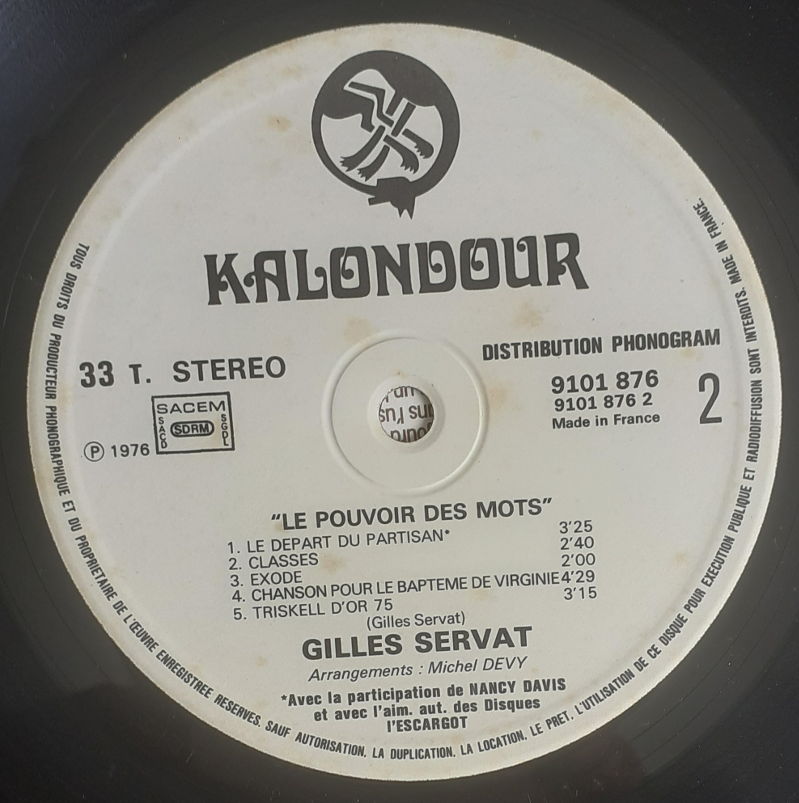 KALONDOUR
33 T. STEREO
DISTRIBUTION PHONOGRAM
9101 876
9101 876 2
Made in France
2
SACEM
SACD
SDRM
SGDL
℗ 1976
"LE POUVOIR DES MOTS"
1. LE DEPART DU PARTISAN* 3'25
2. CLASSES 2'40
3. EXODE 2'00
4. CHANSON POUR LE BAPTEME DE VIRGINIE 4'29
5. TRISKELL D'OR 75 3'15
(Gilles Servat)
GILLES SERVAT
Arrangements : Michel DEVY
*Avec la participation de NANCY DAVIS
et avec l'aim. aut. des Disques
l'ESCARGOT
TOUS DROITS DU PRODUCTEUR PHONOGRAPHIQUE ET DU PROPRIETAIRE DE L'ŒUVRE ENREGISTREE RESERVES. SAUF AUTORISATION, LA DUPLICATION, LA LOCATION, LE PRET, L'UTILISATION DE CE DISQUE POUR EXECUTION PUBLIQUE ET RADIODIFFUSION SONT INTERDITS. MADE IN FRANCE.